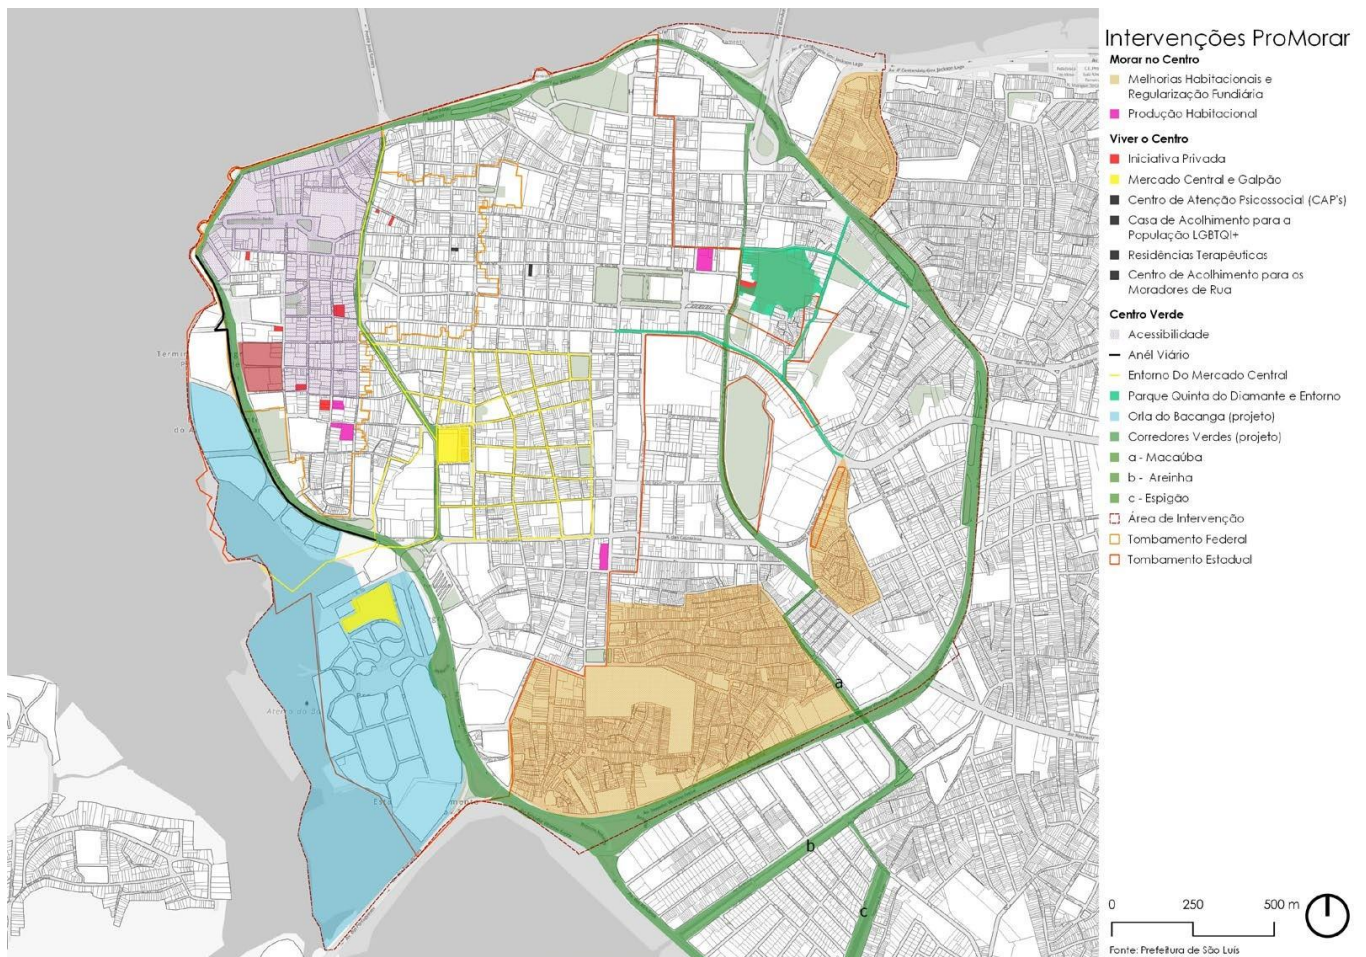 Intervenções ProMorar
Morar no Centro
Melhorias Habitacionais e
Regularização Fundiária
Produção Habitacional
Viver o Centro
Iniciativa Privada
Mercado Central e Galpão
Centro de Atenção Psicossocial (CAP's)
Casa de Acolhimento para a
População LGBTQI+
Residências Terapêuticas
Centro de Acolhimento para os
Moradores de Rua
Centro Verde
Acessibilidade
Anél Viário
Entorno Do Mercado Central
Parque Quinta do Diamante e Entorno
Orla do Bacanga (projeto)
Corredores Verdes (projeto)
a - Macaúba
b - Areinha
c - Espigão
Área de Intervenção
Tombamento Federal
Tombamento Estadual
a
b
c
0 250 500 m
Fonte: Prefeitura de São Luís